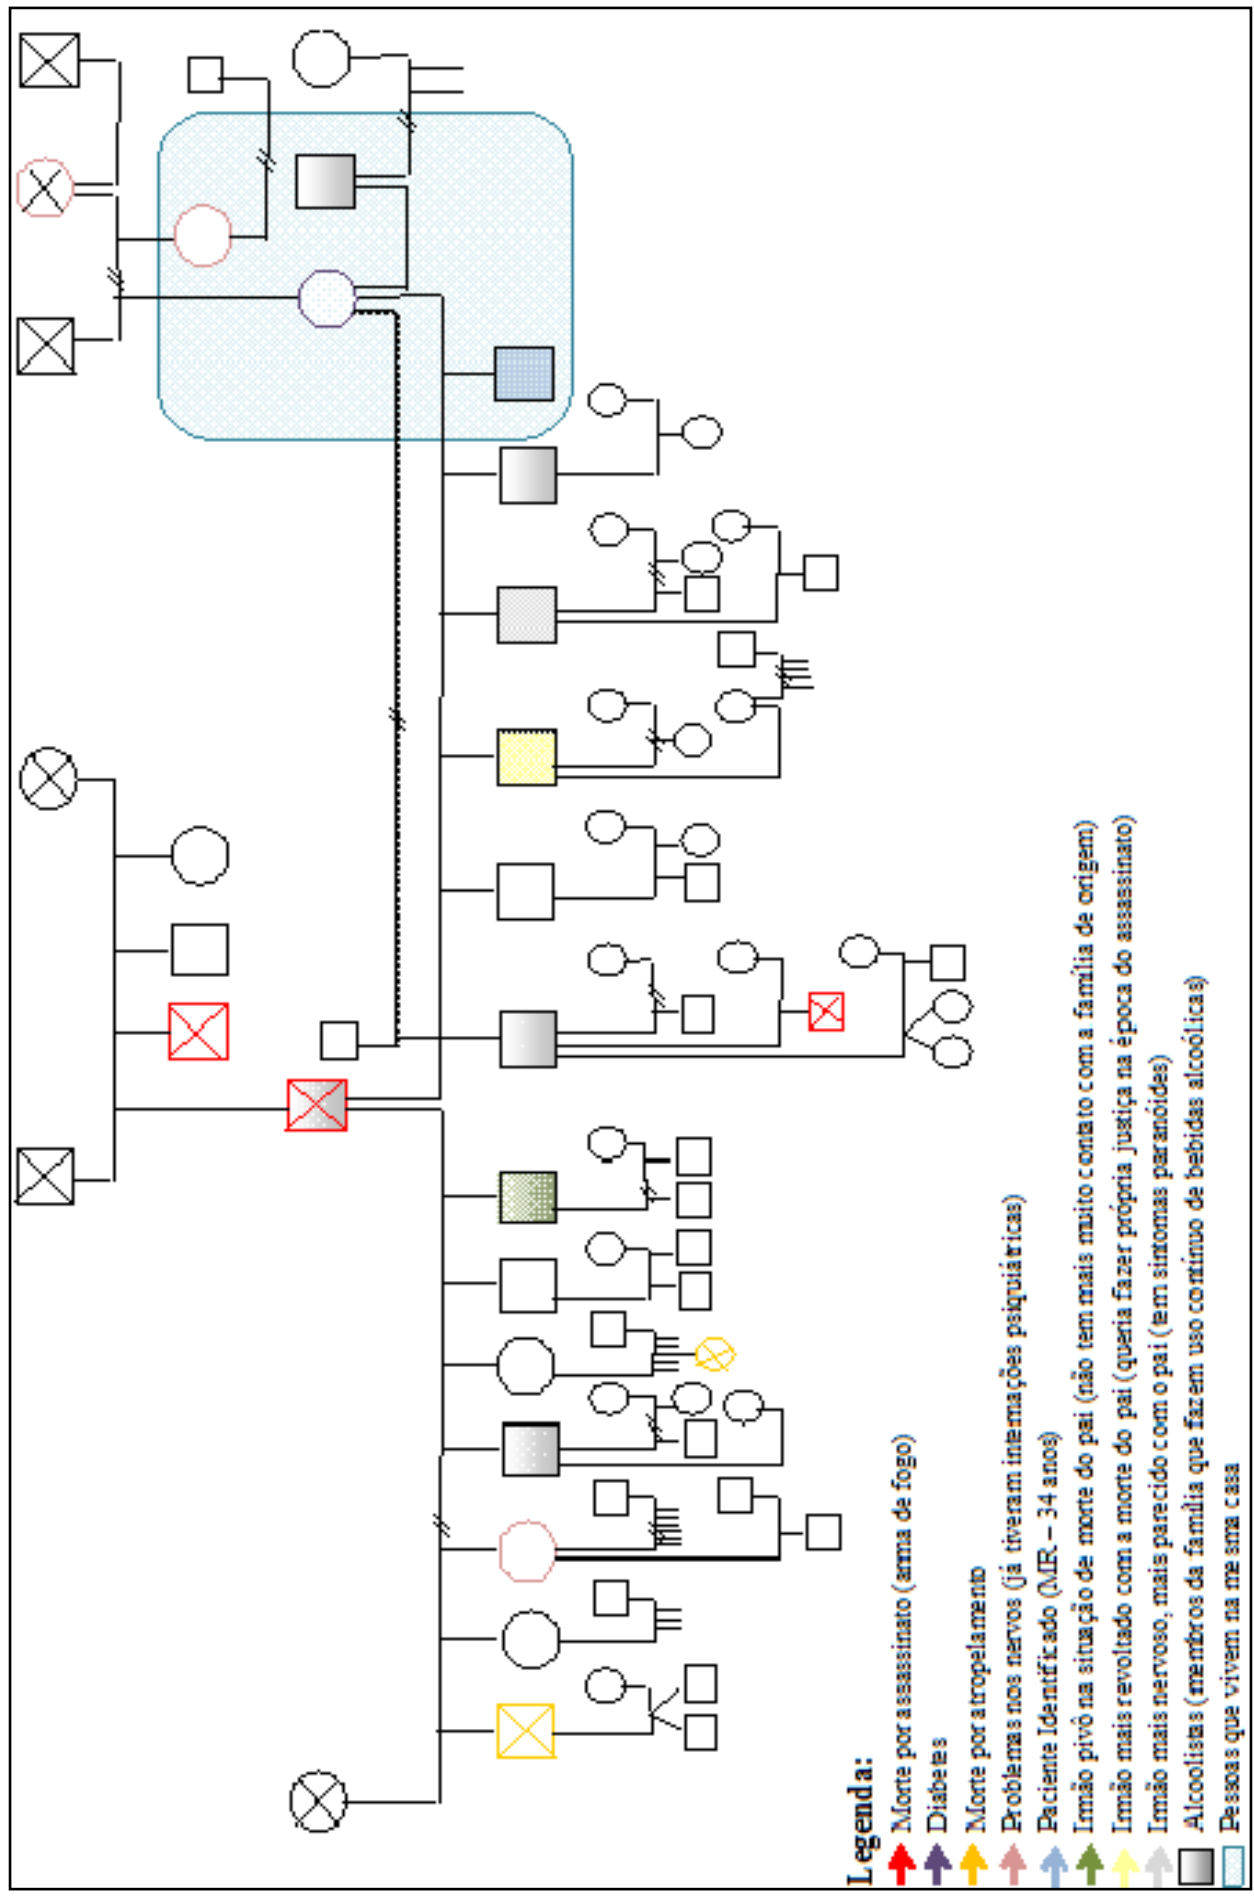 Legenda:
Morte por assassinato (arma de fogo)
Diabetes
Morte por atropelamento
Problemas nos nervos (já tiveram internações psiquiátricas)
Paciente Identificado (MR – 34 anos)
Irmão pivô na situação de morte do pai (não tem mais muito contato com a família de origem)
Irmão mais revoltado com a morte do pai (queria fazer própria justiça na época do assassinato)
Irmão mais nervoso, mais parecido com o pai (tem sintomas paranóides)
Alcoolistas (membros da família que fazem uso contínuo de bebidas alcoólicas)
Pessoas que vivem na mesma casa